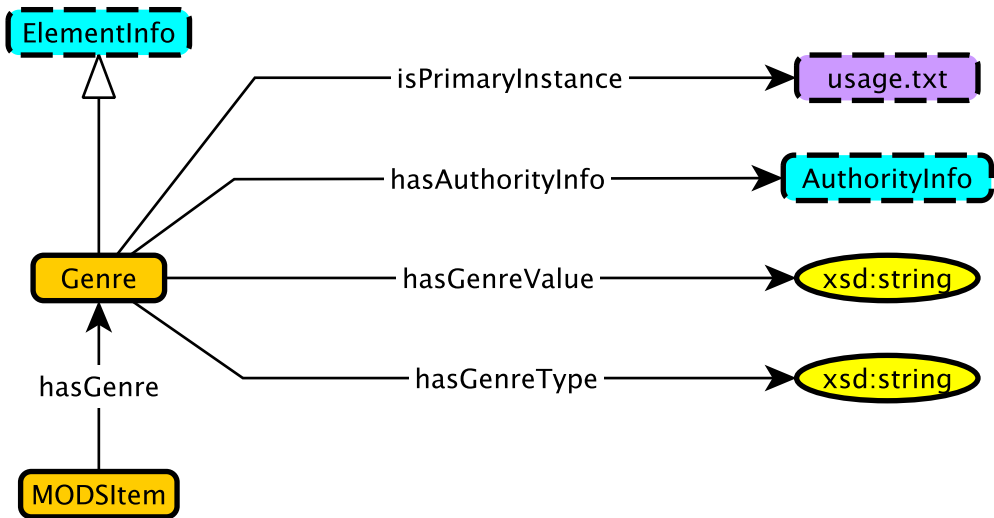 ElementInfo
isPrimaryInstance
usage.txt
hasAuthorityInfo
AuthorityInfo
Genre
hasGenreValue
xsd:string
hasGenreType
xsd:string
hasGenre
MODSItem